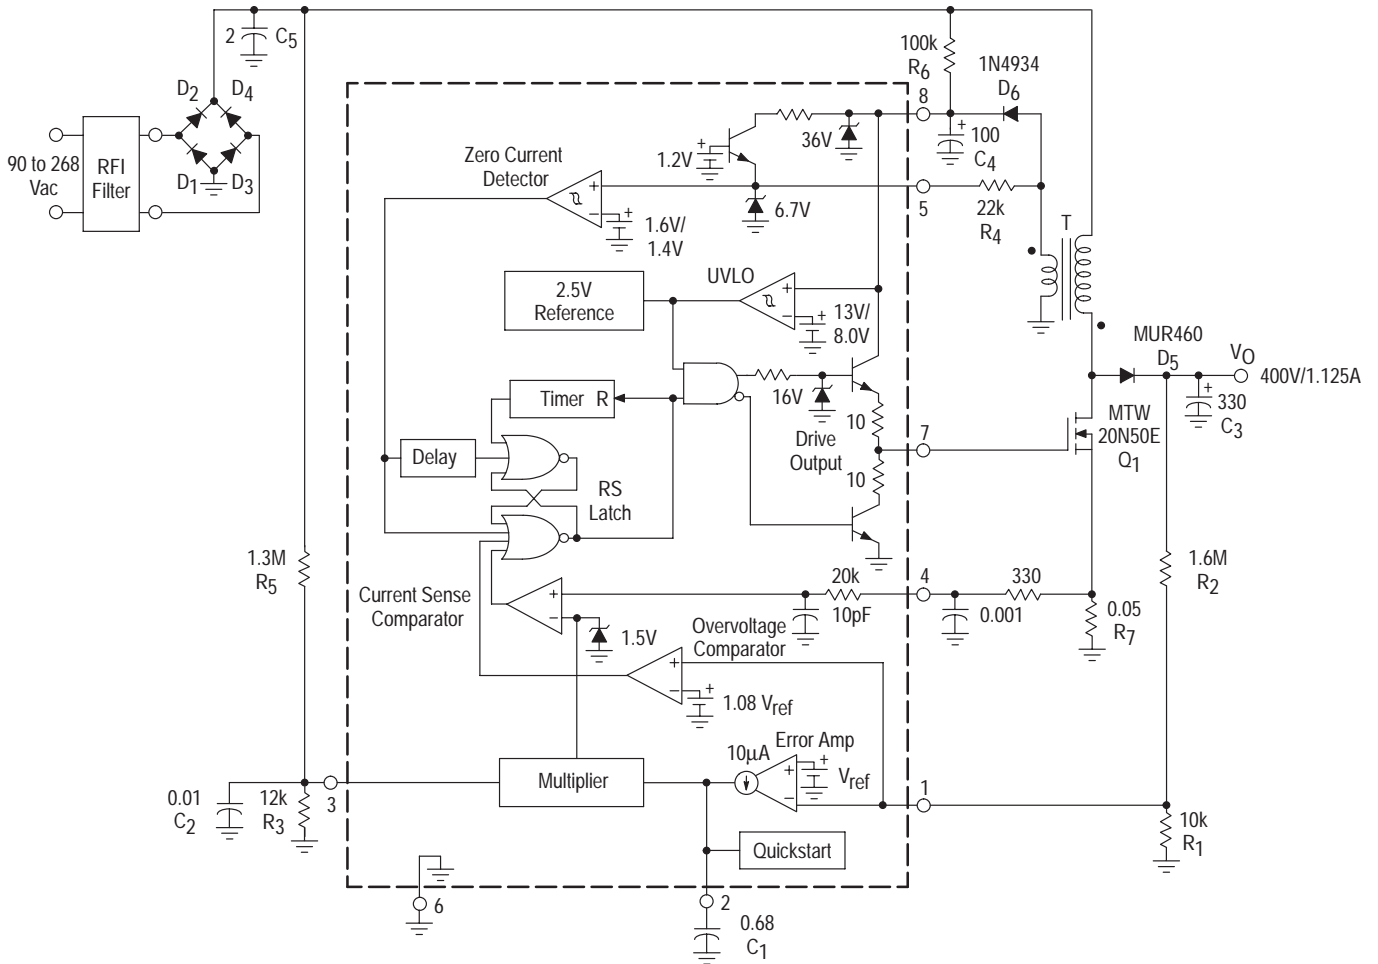 2 C5
100k
R6
1N4934
D6
8
D2 D4
36V
100
C4
1.2V
90 to 268
Vac
RFI
Filter
D1 D3
Zero Current
Detector
6.7V
5
22k
R4
T
1.6V/
1.4V
UVLO
2.5V
Reference
13V/
8.0V
MUR460
D5
VO
400V/1.125A
Timer R
16V
10
7
MTW
20N50E
Q1
330
C3
Drive
Output
Delay
10
RS
Latch
1.3M
R5
1.6M
R2
20k
4
330
Current Sense
Comparator
10pF
0.001
0.05
R7
1.5V
Overvoltage
Comparator
1.08 Vref
10μA
Error Amp
Multiplier
Vref
1
0.01
C2
12k
R3
3
10k
R1
Quickstart
6
2
0.68
C1